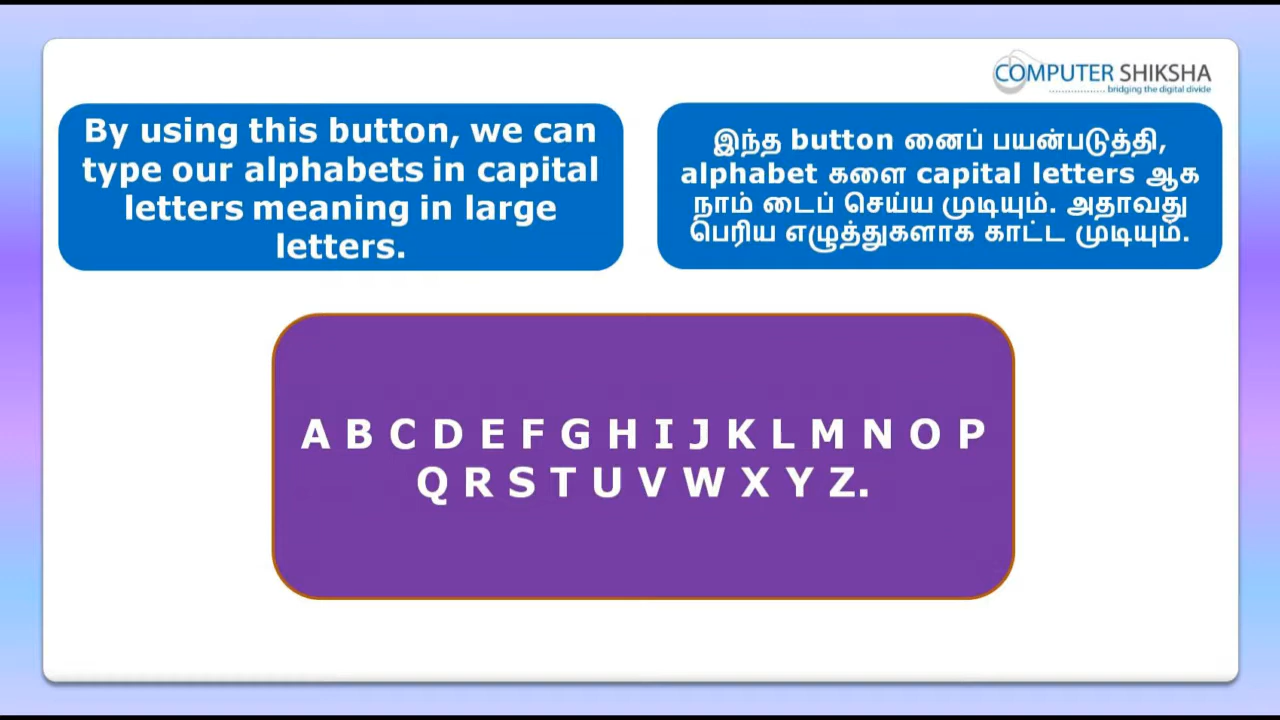 COMPUTER SHIKSHA
bridging the digital divide
By using this button, we can
type our alphabets in capital
letters meaning in large
letters.
இந்த button னைப் பயன்படுத்தி,
alphabet களை capital letters ஆக
நாம் டைப் செய்ய முடியும். அதாவது
பெரிய எழுத்துகளாக காட்ட முடியும்.
A B C D E F G H I J K L M N O P
Q R S T U V W X Y Z.